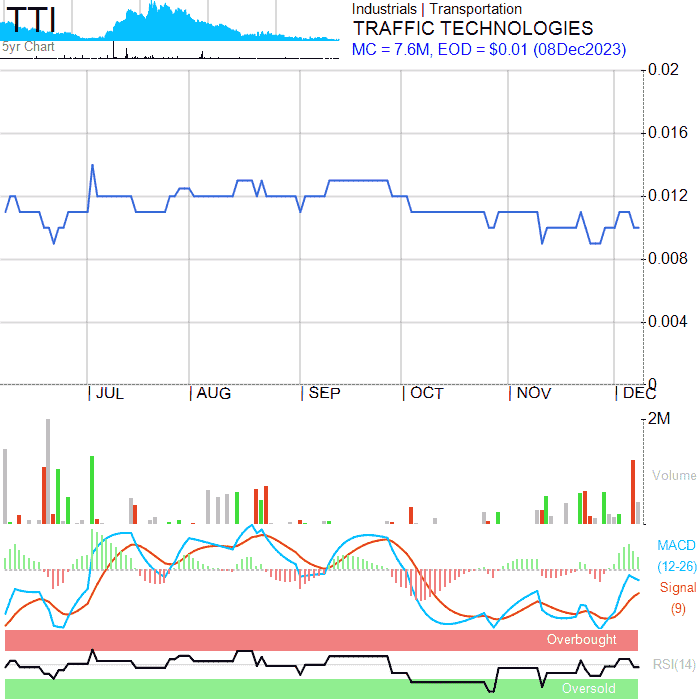 TTI
5yr Chart
Industrials | Transportation
TRAFFIC TECHNOLOGIES
MC = 7.6M, EOD = $0.01 (08Dec2023)
0.02
0.016
0.012
0.008
0.004
0
JUL AUG SEP OCT NOV DEC
2M
Volume
MACD
(12-26)
Signal
(9)
Overbought
RSI(14)
Oversold